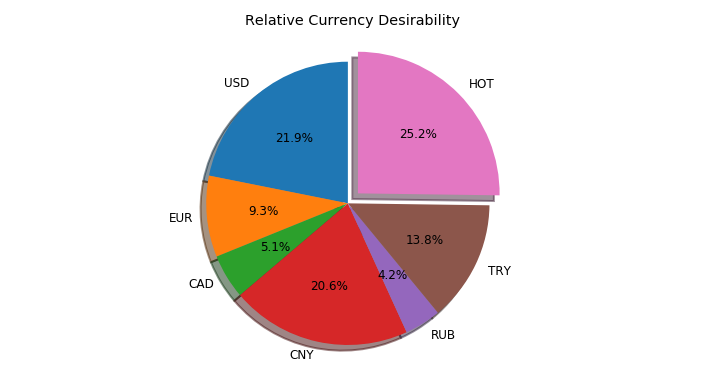 Relative Currency Desirability
USD
HOT
21.9%
25.2%
EUR
9.3%
13.8%
5.1%
4.2%
TRY
CAD
20.6%
RUB
CNY